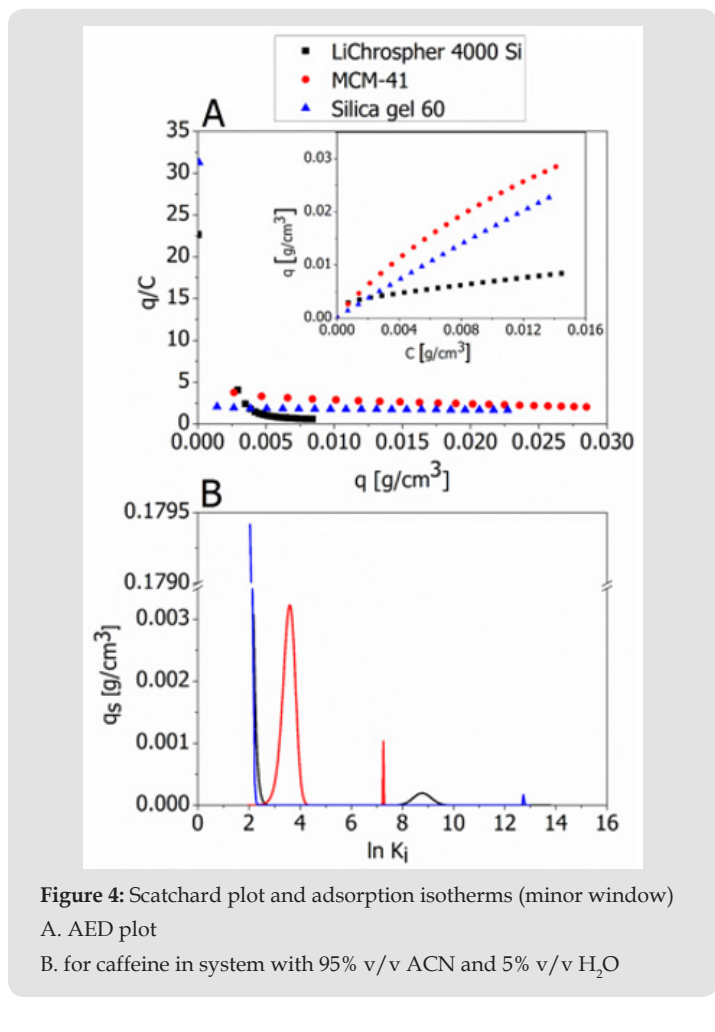 LiChrospher 4000 Si
MCM-41
Silica gel 60
A
35
30
25
20
15
10
5
0
q/C
0.000 0.005 0.010 0.015 0.020 0.025 0.030
q [g/cm³]
0.03
0.02
0.01
0.00
q [g/cm³]
0.000 0.004 0.008 0.012 0.016
C [g/cm³]
B
0.1795
0.1790
0.003
0.002
0.001
0.000
qₛ [g/cm³]
0 2 4 6 8 10 12 14 16
ln Kᵢ
Figure 4: Scatchard plot and adsorption isotherms (minor window)
A. AED plot
B. for caffeine in system with 95% v/v ACN and 5% v/v H₂O